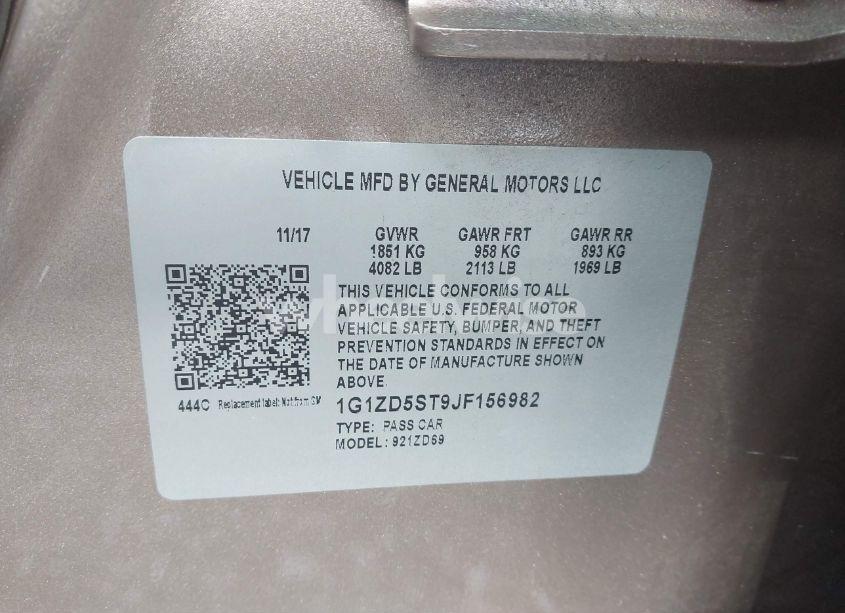 VEHICLE MFD BY GENERAL MOTORS LLC
11/17 GVWR GAWR FRT GAWR RR
1851 KG 958 KG 893 KG
4082 LB 2113 LB 1969 LB
THIS VEHICLE CONFORMS TO ALL
APPLICABLE U.S. FEDERAL MOTOR
VEHICLE SAFETY, BUMPER, AND THEFT
PREVENTION STANDARDS IN EFFECT ON
THE DATE OF MANUFACTURE SHOWN
ABOVE.
444C Replacement label: Not from GM
1G1ZD5ST9JF156982
TYPE: PASS CAR
MODEL: 921ZD69